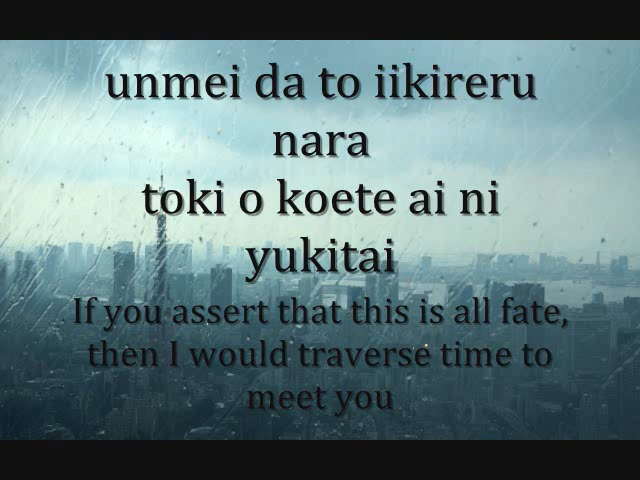 unmei da to iikireru
nara
toki o koete ai ni
yukitai
If you assert that this is all fate,
then I would traverse time to
meet you